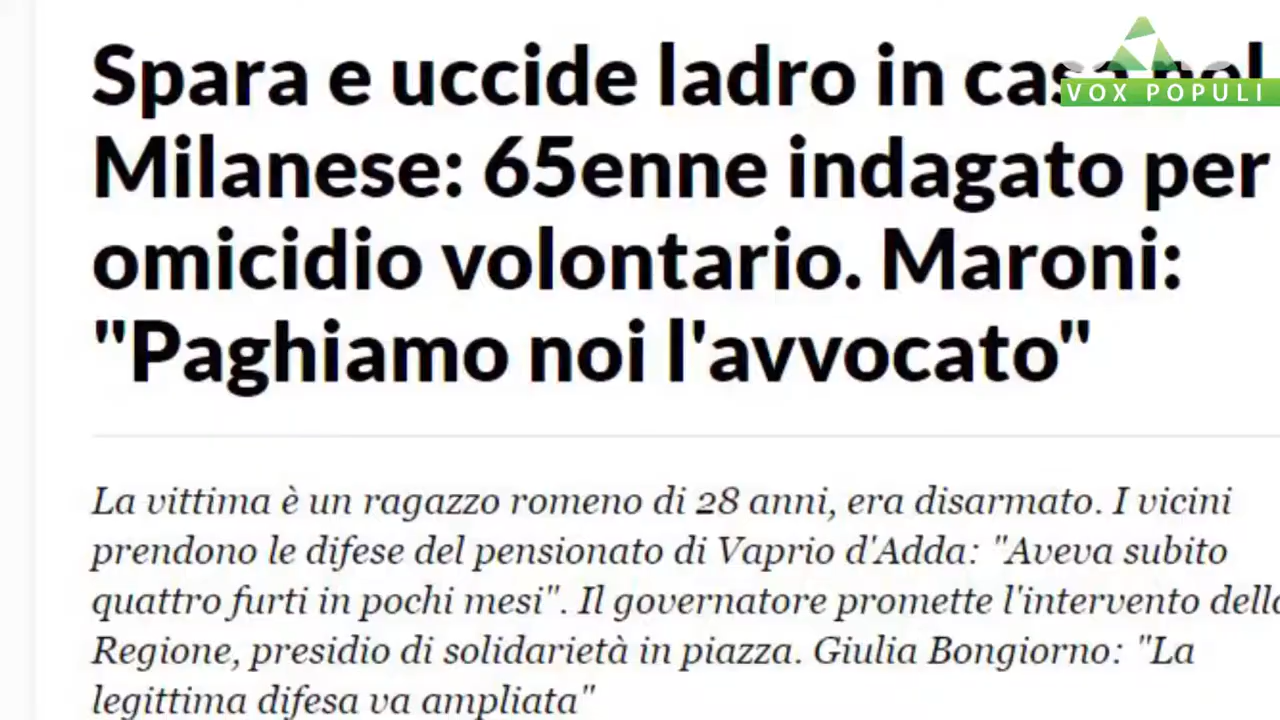 Spara e uccide ladro in casa nel
Milanese: 65enne indagato per
omicidio volontario. Maroni:
"Paghiamo noi l'avvocato"
La vittima è un ragazzo romeno di 28 anni, era disarmato. I vicini
prendono le difese del pensionato di Vaprio d'Adda: "Aveva subito
quattro furti in pochi mesi". Il governatore promette l'intervento della
Regione, presidio di solidarietà in piazza. Giulia Bongiorno: "La
legittima difesa va ampliata"
VOX POPULI